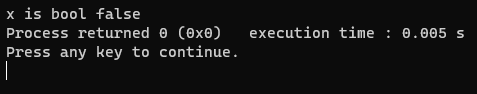 x is bool false
Process returned 0 (0x0)   execution time : 0.005 s
Press any key to continue.